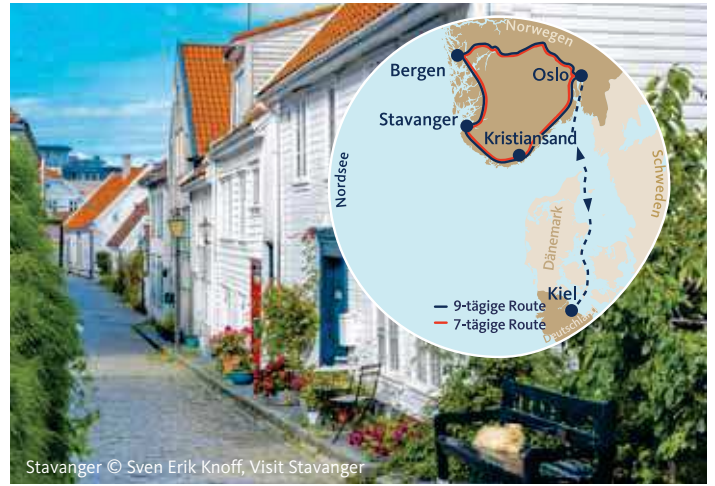 Norwegen
Bergen
Oslo
Stavanger
Kristiansand
Nordsee
Schweden
Dänemark
Kiel
9-tägige Route
7-tägige Route
Deutschland
Stavanger © Sven Erik Knoff, Visit Stavanger